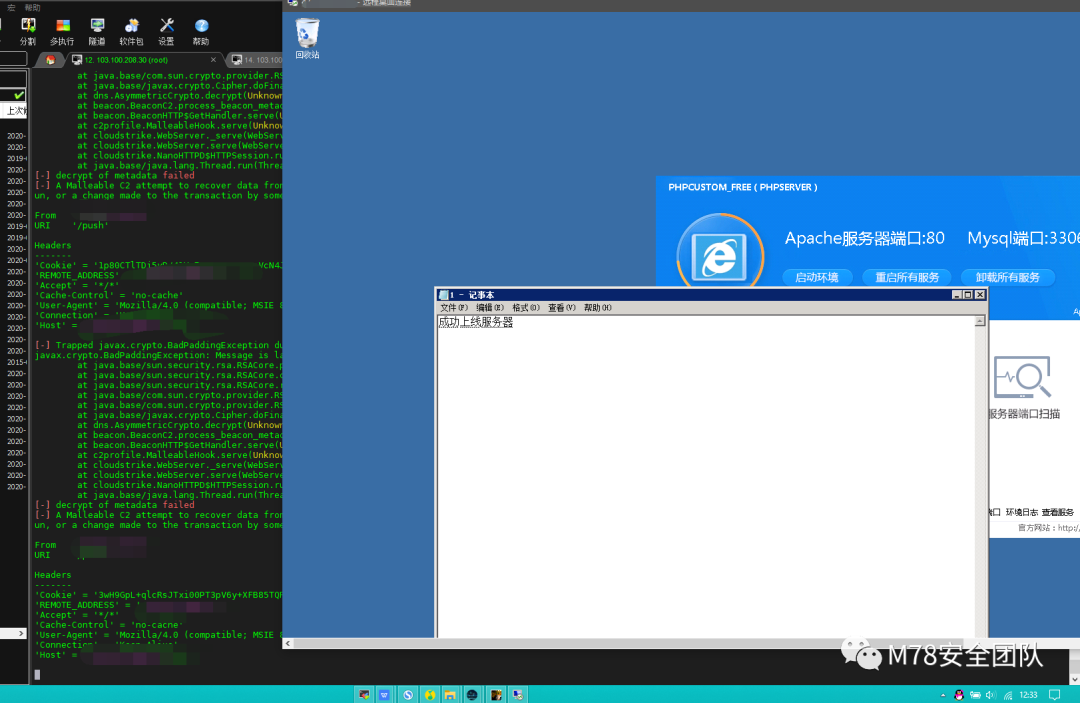 宏 帮助
- 远程桌面连接
分割 多执行 隧道 软件包 设置 帮助
12. 103.100.208.30 (root)
14. 103.100
回收站
at java.base/com.sun.crypto.provider.RS
at java.base/javax.crypto.Cipher.doFina
at dns.AsymmetricCrypto.decrypt(Unknown
at beacon.BeaconC2.process_beacon_metad
at beacon.BeaconHTTP$GetHandler.serve(U
at c2profile.MalleableHook.serve(Unknow
at cloudstrike.WebServer._serve(WebServ
at cloudstrike.WebServer.serve(WebServe
at cloudstrike.NanoHTTPD$HTTPSession.ru
at java.base/java.lang.Thread.run(Threa
[-] decrypt of metadata failed
[-] A Malleable C2 attempt to recover data from
un, or a change made to the transaction by some
From
URI '/push'
Headers
-------
'Cookie' =
'REMOTE_ADDRESS'
'Accept' = '*/*'
'Cache-Control' = 'no-cache'
'User-Agent' = 'Mozilla/4.0 (compatible; MSIE 8
'Connection' =
'Host' =
[-] Trapped javax.crypto.BadPaddingException du
javax.crypto.BadPaddingException: Message is la
at java.base/sun.security.rsa.RSACore.
at java.base/sun.security.rsa.RSACore.
at java.base/sun.security.rsa.RSACore.
at java.base/com.sun.crypto.provider.RS
at java.base/com.sun.crypto.provider.RS
at java.base/javax.crypto.Cipher.doFina
at dns.AsymmetricCrypto.decrypt(Unknown
at beacon.BeaconC2.process_beacon_metad
at beacon.BeaconHTTP$GetHandler.serve(U
at c2profile.MalleableHook.serve(Unknow
at cloudstrike.WebServer._serve(WebServ
at cloudstrike.WebServer.serve(WebServe
at cloudstrike.NanoHTTPD$HTTPSession.ru
at java.base/java.lang.Thread.run(Threa
[-] decrypt of metadata failed
[-] A Malleable C2 attempt to recover data from
un, or a change made to the transaction by some
From
URI
Headers
-------
'Cookie' = '3wH9GpL+qlcRsJTxi00PT3pV6y+XFB85TQ
'REMOTE_ADDRESS' = '
'Accept' = '*/*'
'Cache-Control' = 'no-cache'
'User-Agent' = 'Mozilla/4.0 (compatible; MSIE 8
'Connection'
'Host' =
PHPCUSTOM_FREE ( PHPSERVER )
Apache服务器端口:80 Mysql端口:3306
启动环境 重启所有服务 卸载所有服务
1 - 记事本
文件(F) 编辑(E) 格式(O) 查看(V) 帮助(H)
成功上线服务器
服务器端口扫描
环境日志 查看服务
官方网站：http:/
M78安全团队
12:33